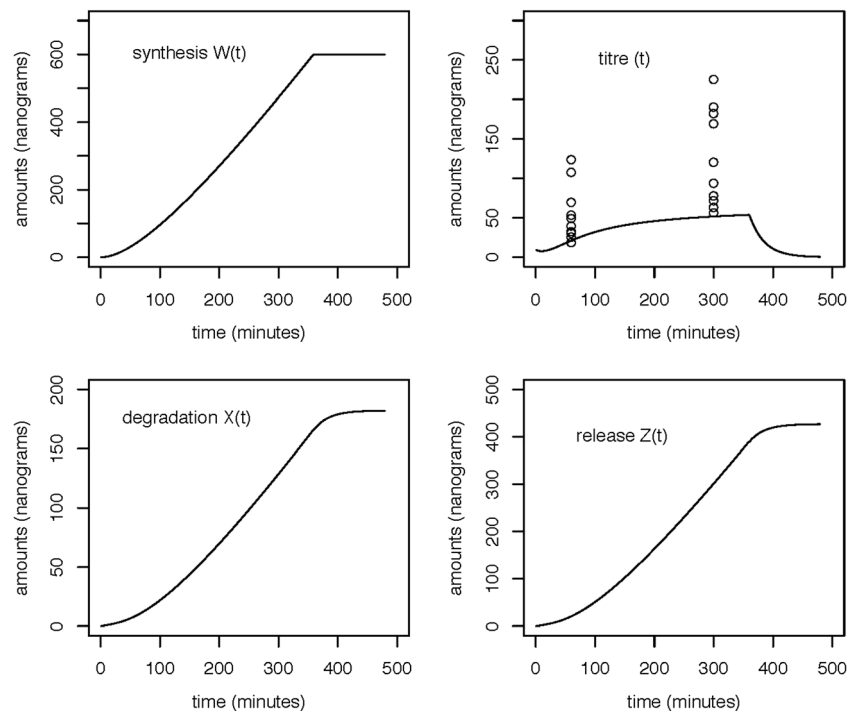 synthesis W(t)
amounts (nanograms)
0 200 400 600
0 100 200 300 400 500
time (minutes)
titre (t)
amounts (nanograms)
0 50 150 250
0 100 200 300 400 500
time (minutes)
degradation X(t)
amounts (nanograms)
0 50 100 150 200
0 100 200 300 400 500
time (minutes)
release Z(t)
amounts (nanograms)
0 100 200 300 400 500
0 100 200 300 400 500
time (minutes)